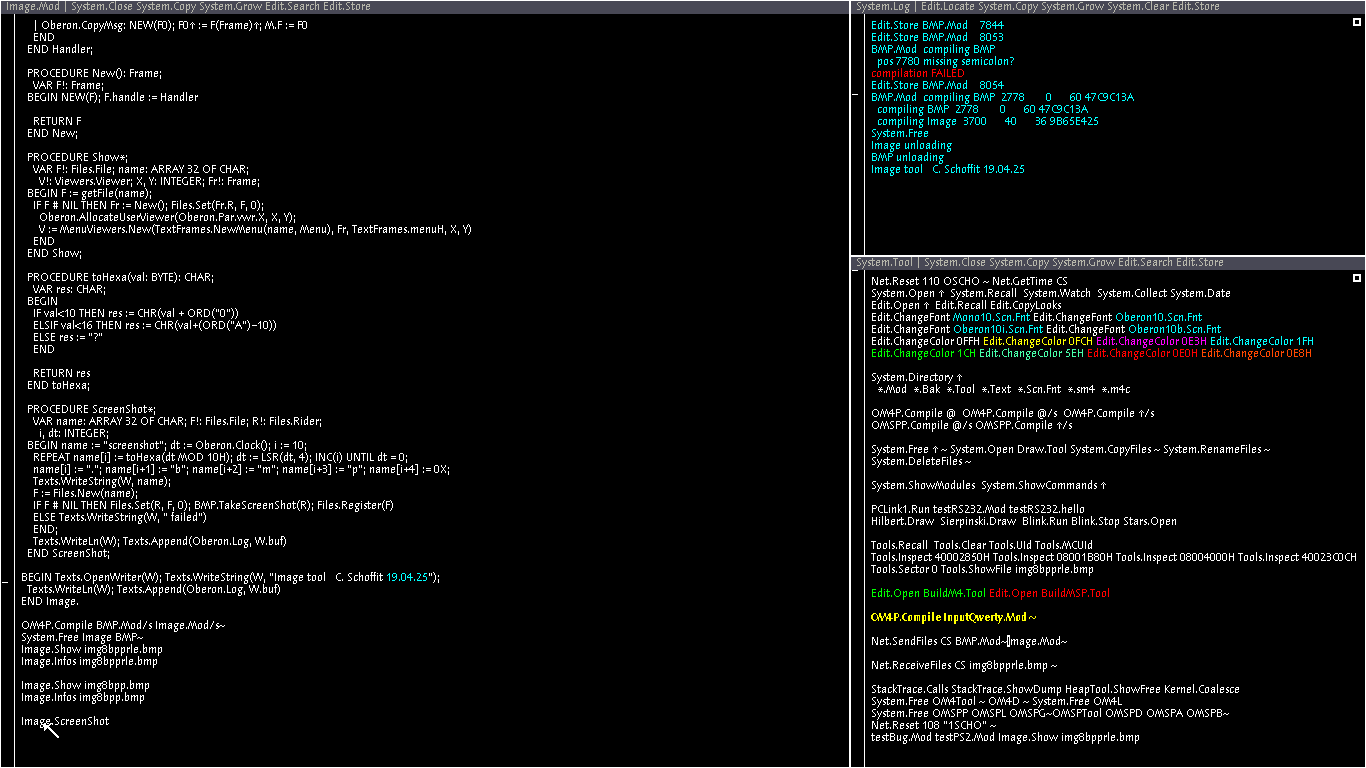 Image.Mod | System.Close System.Copy System.Grow Edit.Search Edit.Store
| Oberon.CopyMsg: NEW(F0); F0↑ := F(Frame)↑; M.F := F0
END
END Handler;
PROCEDURE New(): Frame;
VAR F!: Frame;
BEGIN NEW(F); F.handle := Handler
RETURN F
END New;
PROCEDURE Show*;
VAR F!: Files.File; name: ARRAY 32 OF CHAR;
V!: Viewers.Viewer; X, Y: INTEGER; Fr!: Frame;
BEGIN F := getFile(name);
IF F # NIL THEN Fr := New(); Files.Set(Fr.R, F, 0);
Oberon.AllocateUserViewer(Oberon.Par.vwr.X, X, Y);
V := MenuViewers.New(TextFrames.NewMenu(name, Menu), Fr, TextFrames.menuH, X, Y)
END
END Show;
PROCEDURE toHexa(val: BYTE): CHAR;
VAR res: CHAR;
BEGIN
IF val<10 THEN res := CHR(val + ORD("0"))
ELSIF val<16 THEN res := CHR(val+(ORD("A")-10))
ELSE res := "?"
END
RETURN res
END toHexa;
PROCEDURE ScreenShot*;
VAR name: ARRAY 32 OF CHAR; F!: Files.File; R!: Files.Rider;
i, dt: INTEGER;
BEGIN name := "screenshot"; dt := Oberon.Clock(); i := 10;
REPEAT name[i] := toHexa(dt MOD 10H); dt := LSR(dt, 4); INC(i) UNTIL dt = 0;
name[i] := "."; name[i+1] := "b"; name[i+2] := "m"; name[i+3] := "p"; name[i+4] := 0X;
Texts.WriteString(W, name);
F := Files.New(name);
IF F # NIL THEN Files.Set(R, F, 0); BMP.TakeScreenShot(R); Files.Register(F)
ELSE Texts.WriteString(W, " failed")
END;
Texts.WriteLn(W); Texts.Append(Oberon.Log, W.buf)
END ScreenShot;
BEGIN Texts.OpenWriter(W); Texts.WriteString(W, "Image tool C. Schoffit 19.04.25");
Texts.WriteLn(W); Texts.Append(Oberon.Log, W.buf)
END Image.
OM4P.Compile BMP.Mod/s Image.Mod/s~
System.Free Image BMP~
Image.Show img8bpprle.bmp
Image.Infos img8bpprle.bmp
Image.Show img8bpp.bmp
Image.Infos img8bpp.bmp
Image.ScreenShot
System.Log | Edit.Locate System.Copy System.Grow System.Clear Edit.Store
Edit.Store BMP.Mod 7844
Edit.Store BMP.Mod 8053
BMP.Mod compiling BMP
pos 7780 missing semicolon?
compilation FAILED
Edit.Store BMP.Mod 8054
BMP.Mod compiling BMP 2778 0 60 47C9C13A
compiling BMP 2778 0 60 47C9C13A
compiling Image 3700 40 36 9B65E425
System.Free
Image unloading
BMP unloading
Image tool C. Schoffit 19.04.25
System.Tool | System.Close System.Copy System.Grow Edit.Search Edit.Store
Net.Reset 110 OSCHO ~ Net.GetTime CS
System.Open ↑ System.Recall System.Watch System.Collect System.Date
Edit.Open ↑ Edit.Recall Edit.CopyLooks
Edit.ChangeFont Mono10.Scn.Fnt Edit.ChangeFont Oberon10.Scn.Fnt
Edit.ChangeFont Oberon10i.Scn.Fnt Edit.ChangeFont Oberon10b.Scn.Fnt
Edit.ChangeColor 0FFH Edit.ChangeColor 0FCH Edit.ChangeColor 0E3H Edit.ChangeColor 1FH
Edit.ChangeColor 1CH Edit.ChangeColor 5EH Edit.ChangeColor 0E0H Edit.ChangeColor 0E8H
System.Directory ↑
*.Mod *.Bak *.Tool *.Text *.Scn.Fnt *.sm4 *.m4c
OM4P.Compile @ OM4P.Compile @/s OM4P.Compile ↑/s
OMSPP.Compile @/s OMSPP.Compile ↑/s
System.Free ↑ ~ System.Open Draw.Tool System.CopyFiles ~ System.RenameFiles ~
System.DeleteFiles ~
System.ShowModules System.ShowCommands ↑
PCLink1.Run testRS232.Mod testRS232.hello
Hilbert.Draw Sierpinski.Draw Blink.Run Blink.Stop Stars.Open
Tools.Recall Tools.Clear Tools.UId Tools.MCUId
Tools.Inspect 40002850H Tools.Inspect 08001B80H Tools.Inspect 08004000H Tools.Inspect 40023C0CH
Tools.Sector 0 Tools.ShowFile img8bpprle.bmp
Edit.Open BuildM4.Tool Edit.Open BuildMSP.Tool
OM4P.Compile InputQwerty.Mod ~
Net.SendFiles CS BMP.Mod~Image.Mod~
Net.ReceiveFiles CS img8bpprle.bmp ~
StackTrace.Calls StackTrace.ShowDump HeapTool.ShowFree Kernel.Coalesce
System.Free OM4Tool ~ OM4D ~ System.Free OM4L
System.Free OMSPP OMSPL OMSPG~OMSPTool OMSPD OMSPA OMSPB~
Net.Reset 108 "1SCHO" ~
testBug.Mod testPS2.Mod Image.Show img8bpprle.bmp